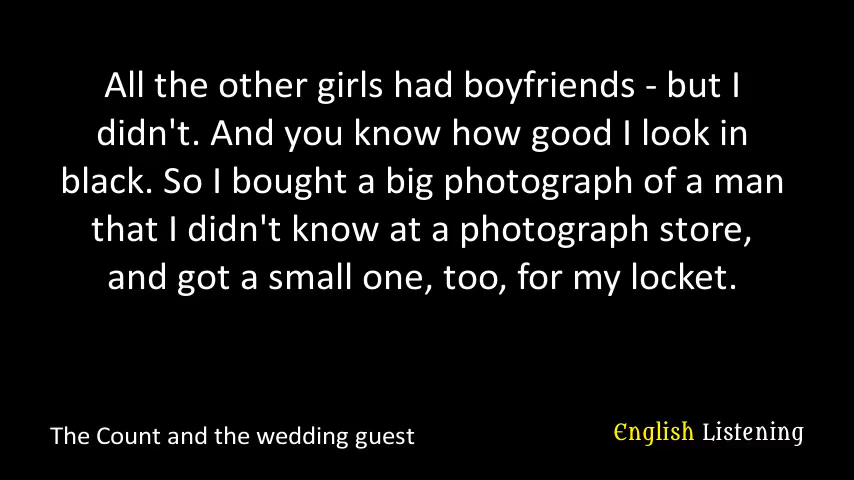 All the other girls had boyfriends - but I
didn't. And you know how good I look in
black. So I bought a big photograph of a man
that I didn't know at a photograph store,
and got a small one, too, for my locket.
The Count and the wedding guest
English Listening